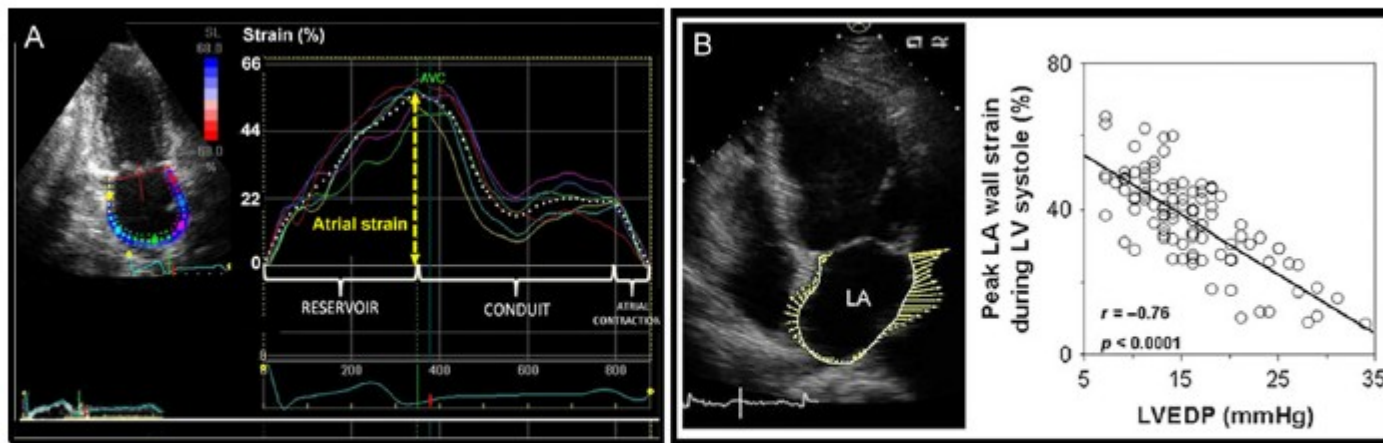 A
SL
68.0
68.0
Strain (%)
66
44
22
0
AVC
Atrial strain
RESERVOIR
CONDUIT
ATRIAL
CONTRACTION
200
400
600
800
B
LA
Peak LA wall strain
during LV systole (%)
80
40
0
r = –0.76
p < 0.0001
5
15
25
35
LVEDP (mmHg)